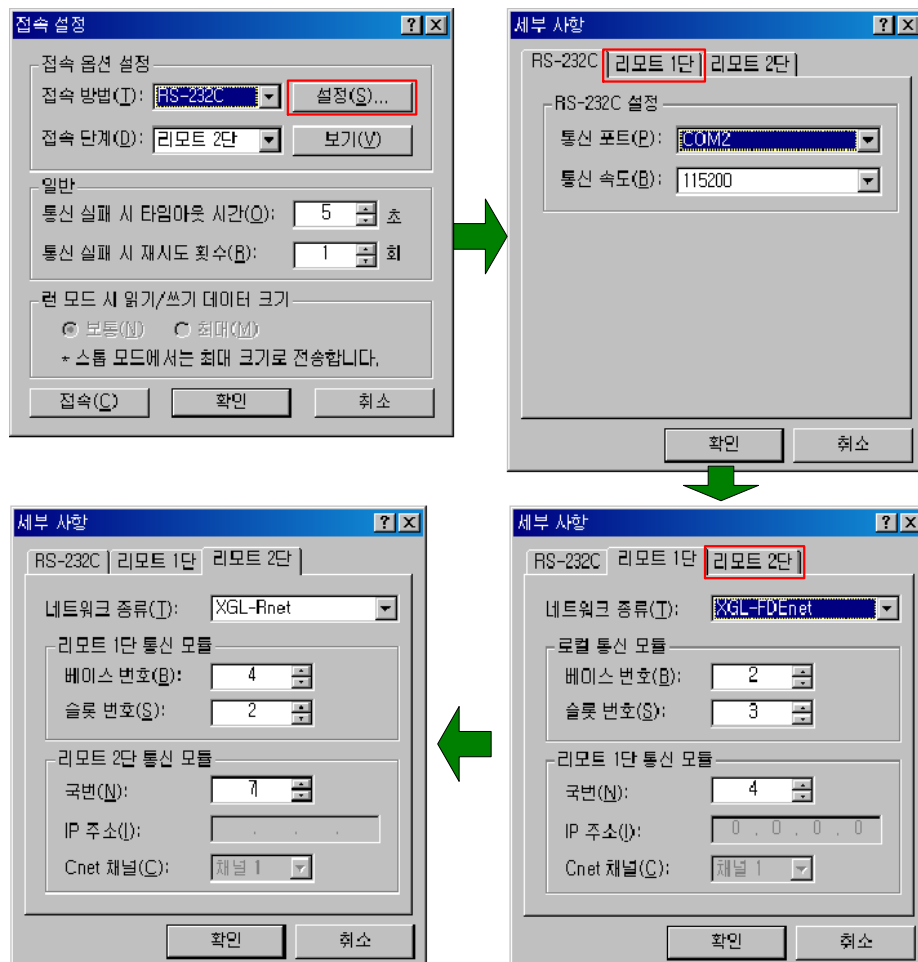 접속 설정
접속 옵션 설정
접속 방법(T): RS-232C 설정(S)...
접속 단계(D): 리모트 2단 보기(V)
일반
통신 실패 시 타임아웃 시간(O): 5 초
통신 실패 시 재시도 횟수(R): 1 회
런 모드 시 읽기/쓰기 데이터 크기
보통(N) 최대(M)
* 스톱 모드에서는 최대 크기로 전송합니다.
접속(C) 확인 취소
세부 사항
RS-232C 리모트 1단 리모트 2단
RS-232C 설정
통신 포트(P): COM2
통신 속도(B): 115200
확인 취소
세부 사항
RS-232C 리모트 1단 리모트 2단
네트워크 종류(T): XGL-FDEnet
로컬 통신 모듈
베이스 번호(B): 2
슬롯 번호(S): 3
리모트 1단 통신 모듈
국번(N): 4
IP 주소(I): 0 . 0 . 0 . 0
Cnet 채널(C): 채널 1
확인 취소
세부 사항
RS-232C 리모트 1단 리모트 2단
네트워크 종류(T): XGL-Rnet
리모트 1단 통신 모듈
베이스 번호(B): 4
슬롯 번호(S): 2
리모트 2단 통신 모듈
국번(N): 7
IP 주소(I): . . .
Cnet 채널(C): 채널 1
확인 취소